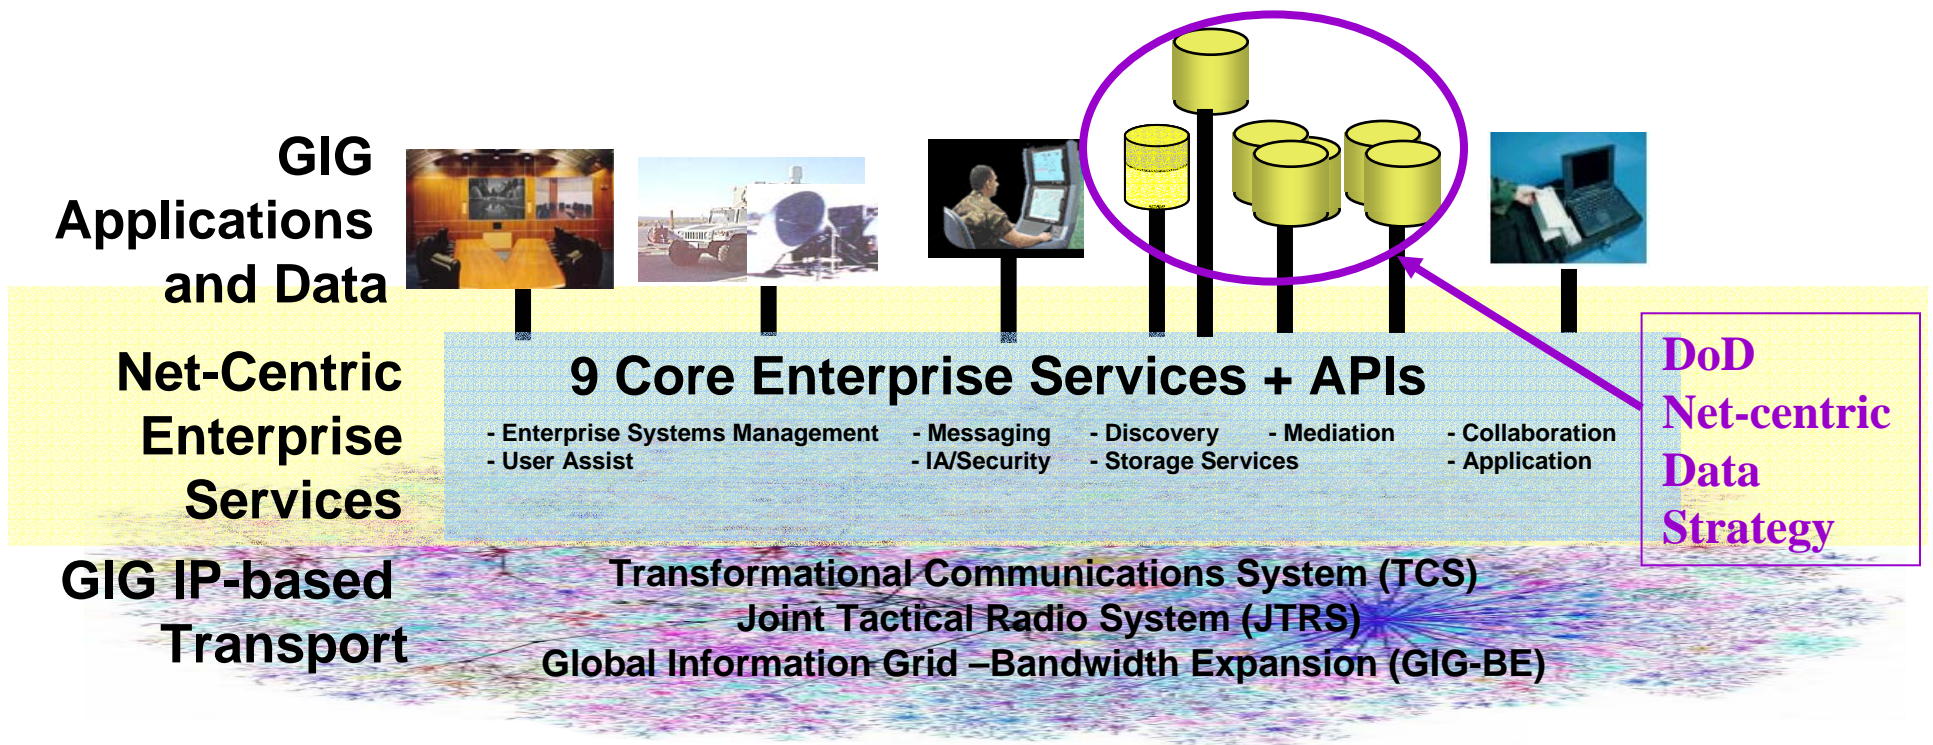 GIG
Applications
and Data
Net-Centric
Enterprise
Services
9 Core Enterprise Services + APIs
- Enterprise Systems Management - Messaging - Discovery - Mediation - Collaboration
- User Assist - IA/Security - Storage Services - Application
DoD
Net-centric
Data
Strategy
GIG IP-based
Transport
Transformational Communications System (TCS)
Joint Tactical Radio System (JTRS)
Global Information Grid –Bandwidth Expansion (GIG-BE)